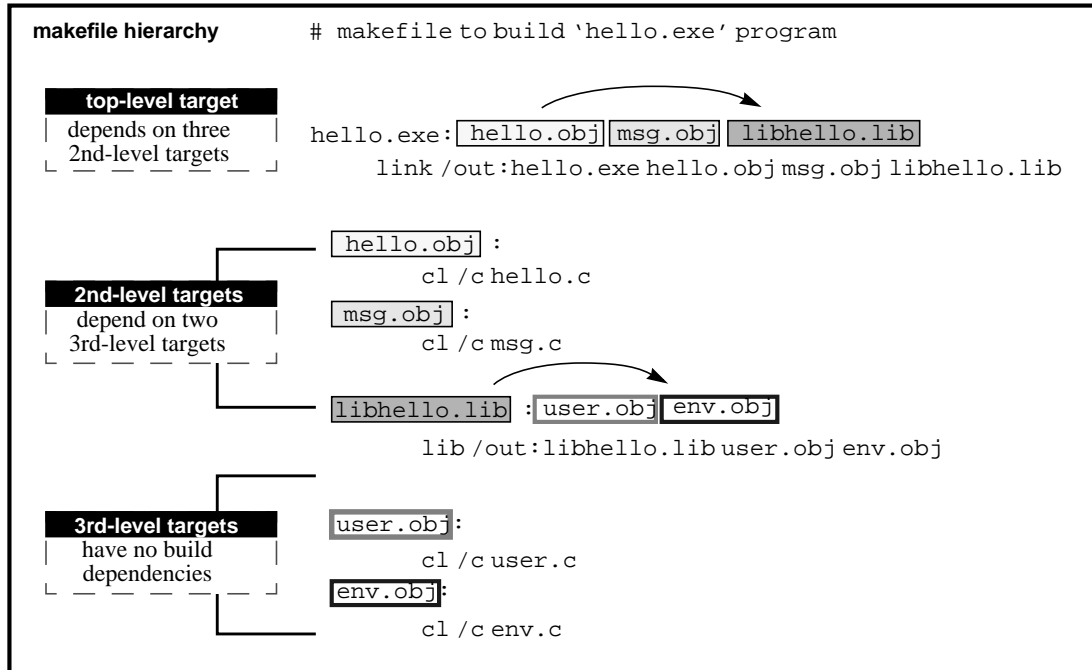 makefile hierarchy
# makefile to build ‘hello.exe’ program
top-level target
depends on three
2nd-level targets
hello.exe: hello.obj msg.obj libhello.lib
link /out:hello.exe hello.obj msg.obj libhello.lib
hello.obj :
cl /c hello.c
2nd-level targets
depend on two
3rd-level targets
msg.obj :
cl /c msg.c
libhello.lib : user.obj env.obj
lib /out:libhello.lib user.obj env.obj
3rd-level targets
have no build
dependencies
user.obj:
cl /c user.c
env.obj:
cl /c env.c